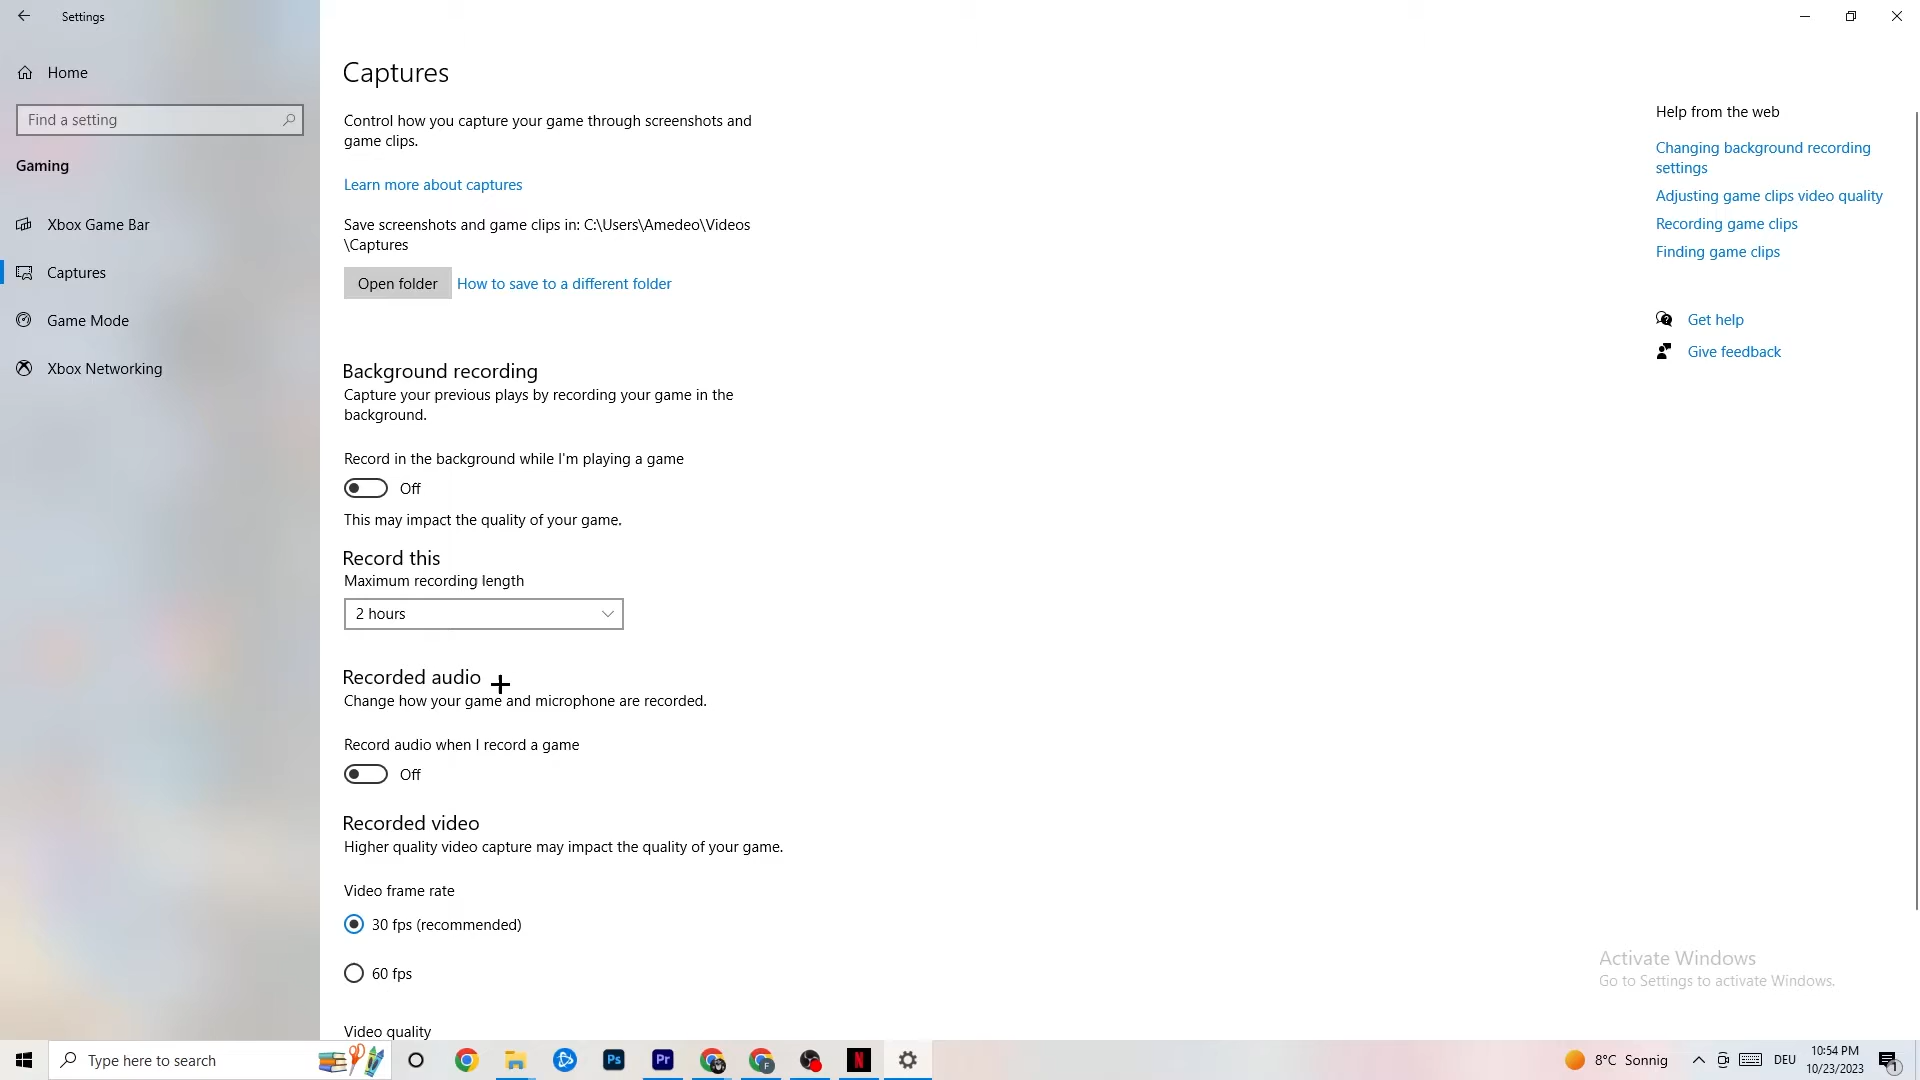 Settings
Home
Find a setting
Gaming
Xbox Game Bar
Captures
Game Mode
Xbox Networking
Captures
Control how you capture your game through screenshots and
game clips.
Learn more about captures
Save screenshots and game clips in: C:\Users\Amedeo\Videos
\Captures
Open folder
How to save to a different folder
Background recording
Capture your previous plays by recording your game in the
background.
Record in the background while I'm playing a game
Off
This may impact the quality of your game.
Record this
Maximum recording length
2 hours
Recorded audio
Change how your game and microphone are recorded.
Record audio when I record a game
Off
Recorded video
Higher quality video capture may impact the quality of your game.
Video frame rate
30 fps (recommended)
60 fps
Video quality
Help from the web
Changing background recording
settings
Adjusting game clips video quality
Recording game clips
Finding game clips
Get help
Give feedback
Activate Windows
Go to Settings to activate Windows.
Type here to search
Ps
Pr
F
N
8°C Sonnig
DEU
10:54 PM
10/23/2023
1